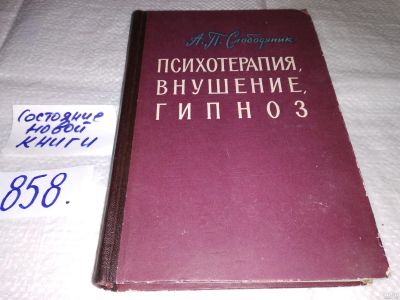 А. П. Слободяник
ПСИХОТЕРАПИЯ,
ВНУШЕНИЕ,
ГИПНОЗ
Состояние
новой
книги
858.